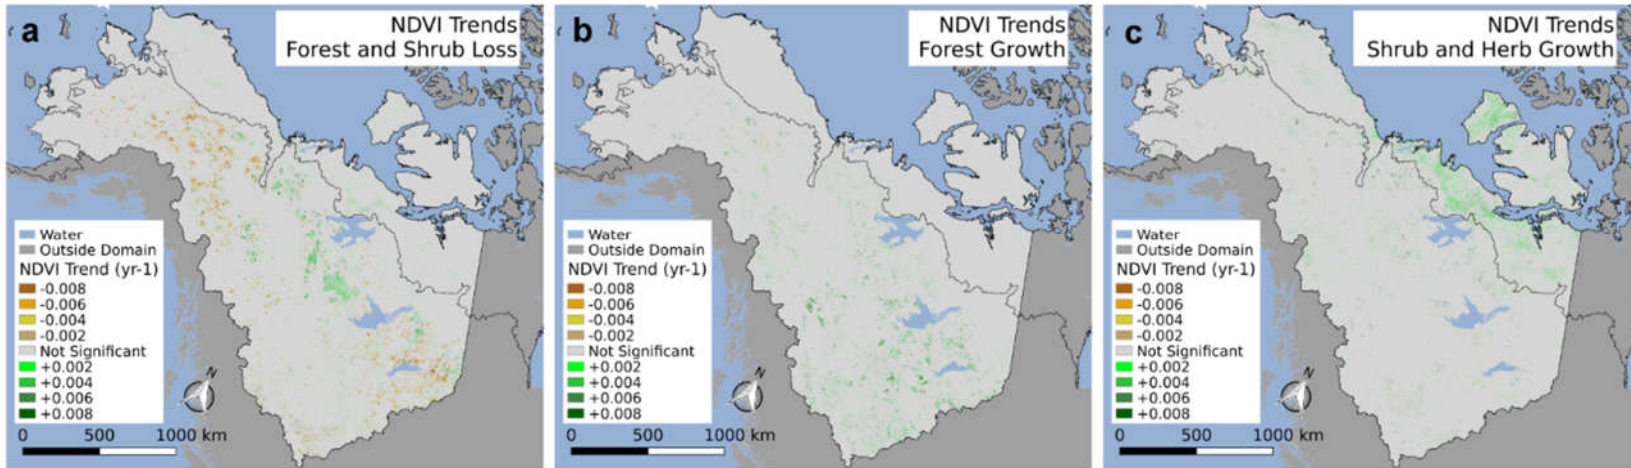 a
NDVI Trends
Forest and Shrub Loss
Water
Outside Domain
NDVI Trend (yr-1)
-0.008
-0.006
-0.004
-0.002
Not Significant
+0.002
+0.004
+0.006
+0.008
N
0 500 1000 km
b
NDVI Trends
Forest Growth
Water
Outside Domain
NDVI Trend (yr-1)
-0.008
-0.006
-0.004
-0.002
Not Significant
+0.002
+0.004
+0.006
+0.008
N
0 500 1000 km
c
NDVI Trends
Shrub and Herb Growth
Water
Outside Domain
NDVI Trend (yr-1)
-0.008
-0.006
-0.004
-0.002
Not Significant
+0.002
+0.004
+0.006
+0.008
N
0 500 1000 km